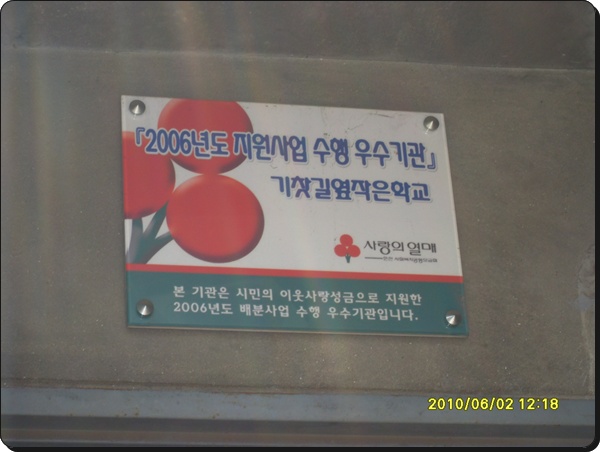 『2006년도 지원사업 수행 우수기관』
기찻길옆작은학교
사랑의 열매
본 기관은 시민의 이웃사랑성금으로 지원한
2006년도 배분사업 수행 우수기관입니다.
2010/06/02 12:18